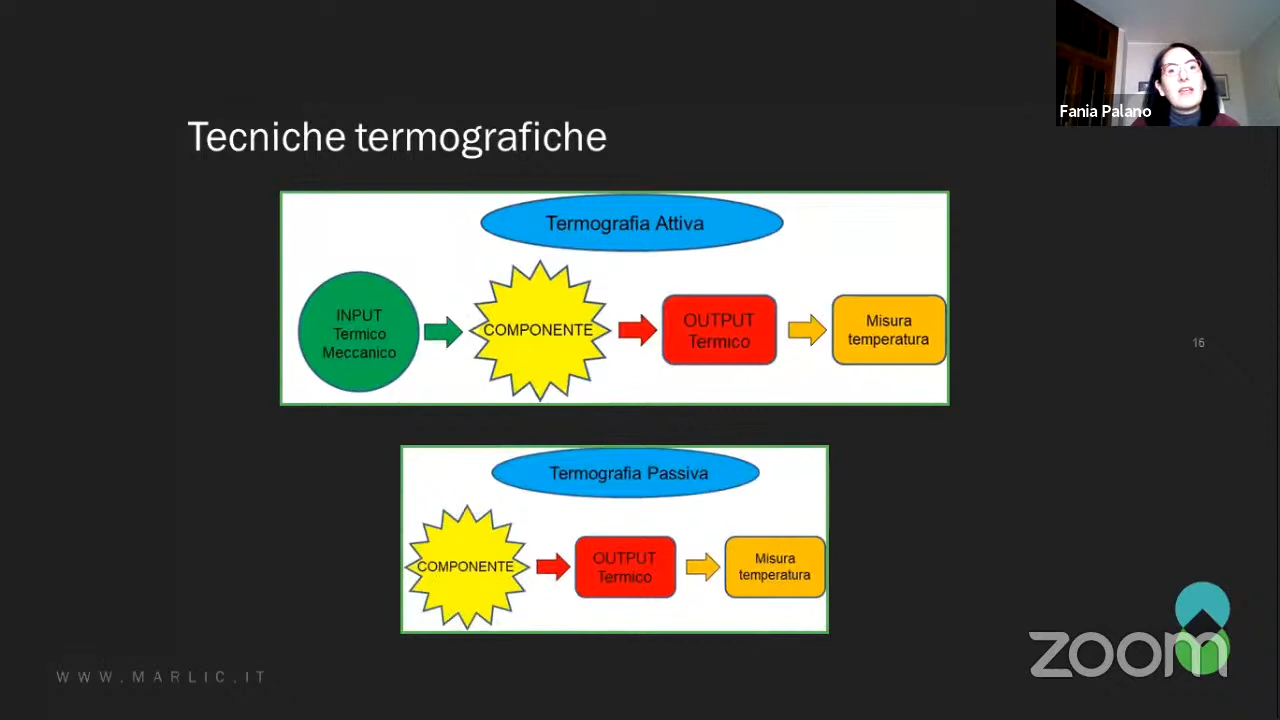 Fania Palano
Tecniche termografiche
Termografia Attiva
INPUT
Termico
Meccanico
COMPONENTE
OUTPUT
Termico
Misura
temperatura
16
Termografia Passiva
COMPONENTE
OUTPUT
Termico
Misura
temperatura
WWW.MARLIC.IT
zoom